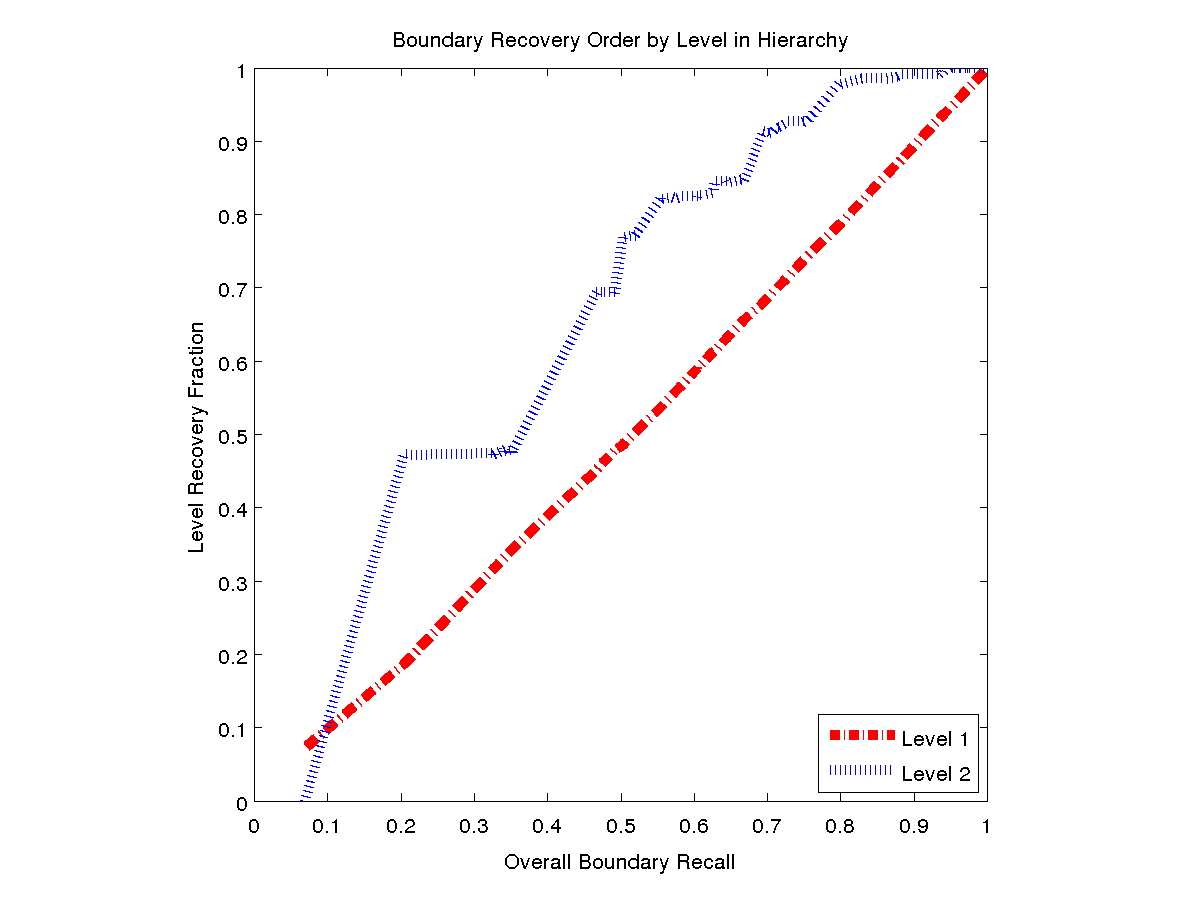 Boundary Recovery Order by Level in Hierarchy
1
0.9
0.8
0.7
0.6
0.5
0.4
0.3
0.2
0.1
0
Level Recovery Fraction
Level 1
Level 2
0 0.1 0.2 0.3 0.4 0.5 0.6 0.7 0.8 0.9 1
Overall Boundary Recall